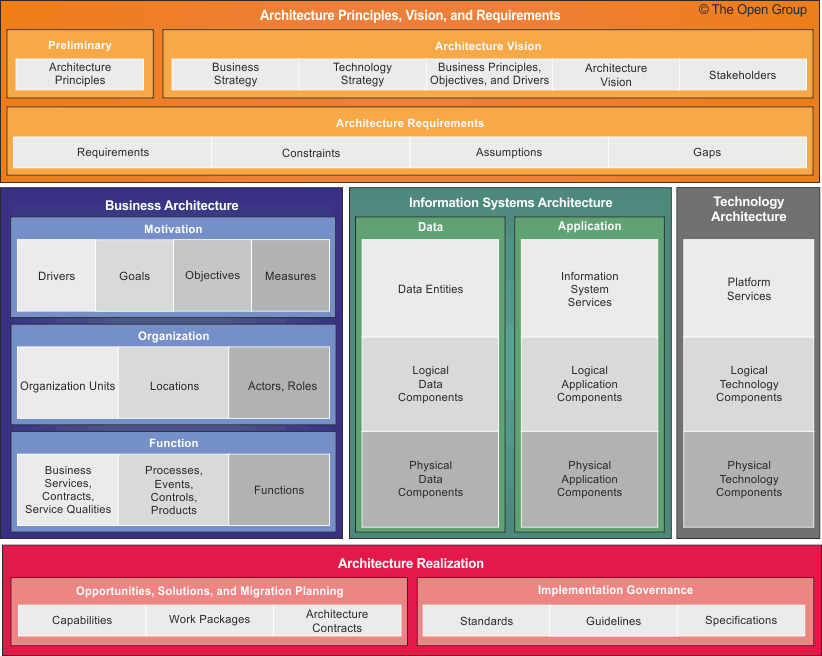 Architecture Principles, Vision, and Requirements
© The Open Group
Preliminary
Architecture
Principles
Architecture Vision
Business
Strategy
Technology
Strategy
Business Principles,
Objectives, and Drivers
Architecture
Vision
Stakeholders
Architecture Requirements
Requirements
Constraints
Assumptions
Gaps
Business Architecture
Motivation
Drivers
Goals
Objectives
Measures
Organization
Organization Units
Locations
Actors, Roles
Function
Business
Services,
Contracts,
Service Qualities
Processes,
Events,
Controls,
Products
Functions
Information Systems Architecture
Data
Data Entities
Logical
Data
Components
Physical
Data
Components
Application
Information
System
Services
Logical
Application
Components
Physical
Application
Components
Technology
Architecture
Platform
Services
Logical
Technology
Components
Physical
Technology
Components
Architecture Realization
Opportunities, Solutions, and Migration Planning
Capabilities
Work Packages
Architecture
Contracts
Implementation Governance
Standards
Guidelines
Specifications